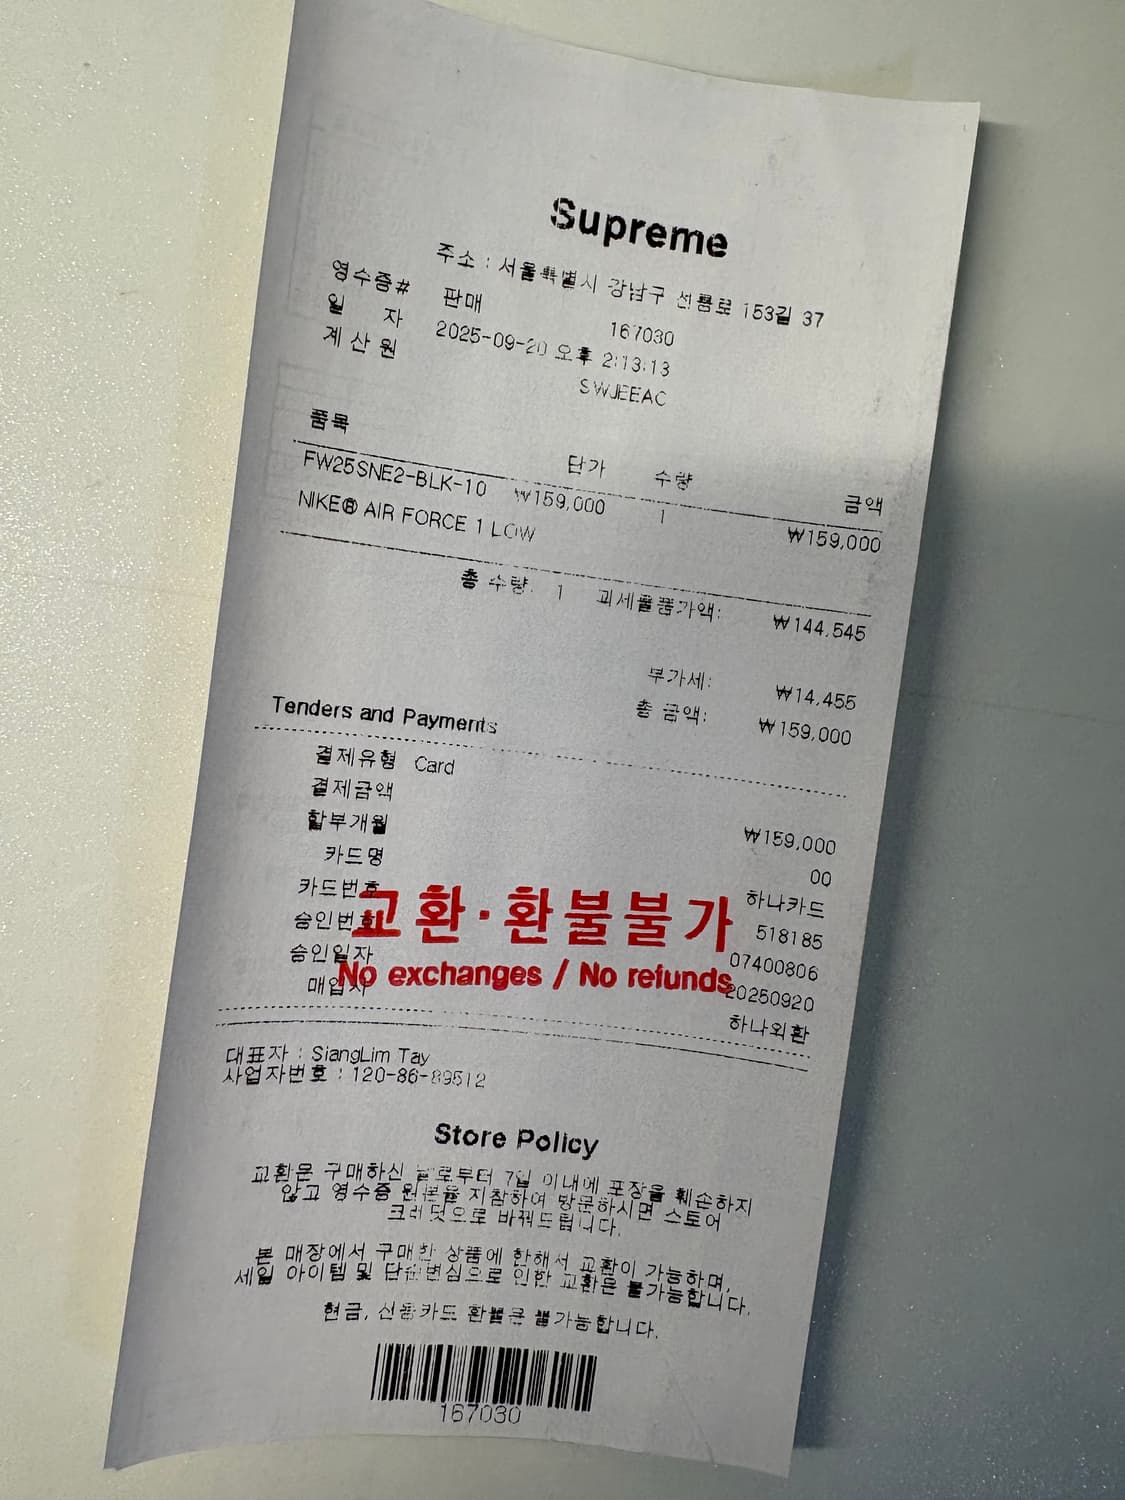 Supreme
주소 : 서울특별시 강남구 선릉로 153길 37
영수증# 판매 167030
일 자 2025-09-20 오후 2:13:13
계산원 SWJEEAC
품목 단가 수량 금액
FW25SNE2-BLK-10 ₩159,000 1 ₩159,000
NIKE® AIR FORCE 1 LOW
총 수량: 1 과세물품가액: ₩144,545
부가세: ₩14,455
총 금액: ₩159,000
Tenders and Payments
결제유형 Card
결제금액 ₩159,000
할부개월 00
카드명 하나카드
카드번호 518185
승인번호 07400806
승인일자 20250920
매입사 하나외환
교환·환불불가
No exchanges / No refunds
대표자 : SiangLim Tay
사업자번호 : 120-86-89512
Store Policy
교환은 구매하신 날로부터 7일 이내에 포장을 훼손하지
않고 영수증 원본을 지참하여 방문하시면 스토어
크레딧으로 바꿔드립니다.
본 매장에서 구매한 상품에 한해서 교환이 가능하며,
세일 아이템 및 단순변심으로 인한 교환은 불가능합니다.
현금, 신용카드 환불은 불가능합니다.
167030